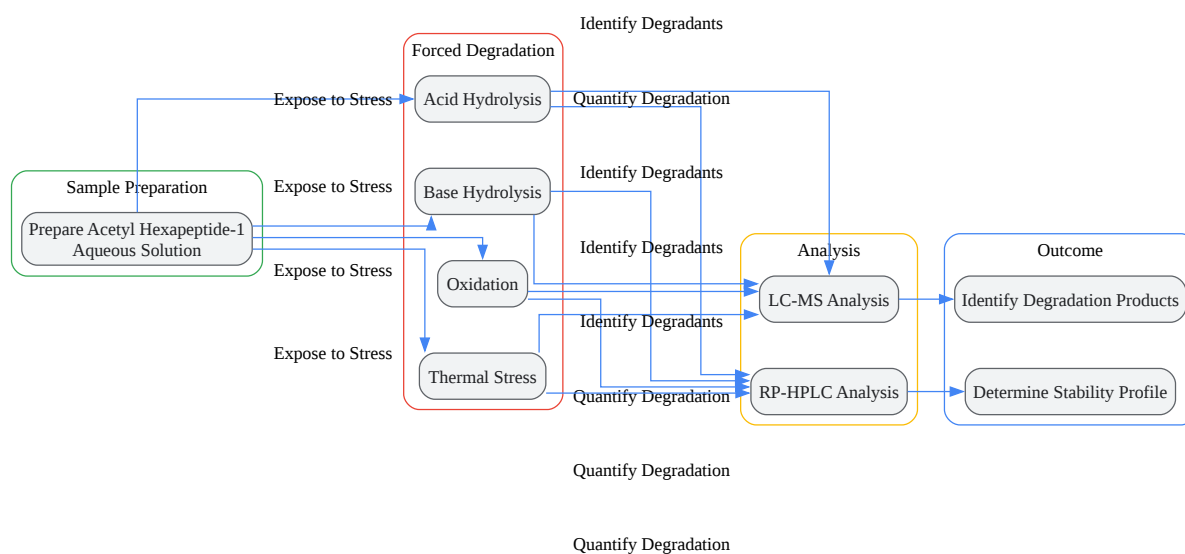 Identify Degradants
Forced Degradation
Expose to Stress
Acid Hydrolysis
Quantify Degradation
Sample Preparation
Expose to Stress
Base Hydrolysis
Identify Degradants
Prepare Acetyl Hexapeptide-1
Aqueous Solution
Expose to Stress
Oxidation
Identify Degradants
Analysis
Outcome
LC-MS Analysis
Identify Degradation Products
Expose to Stress
Thermal Stress
Identify Degradants
RP-HPLC Analysis
Determine Stability Profile
Quantify Degradation
Quantify Degradation
Quantify Degradation